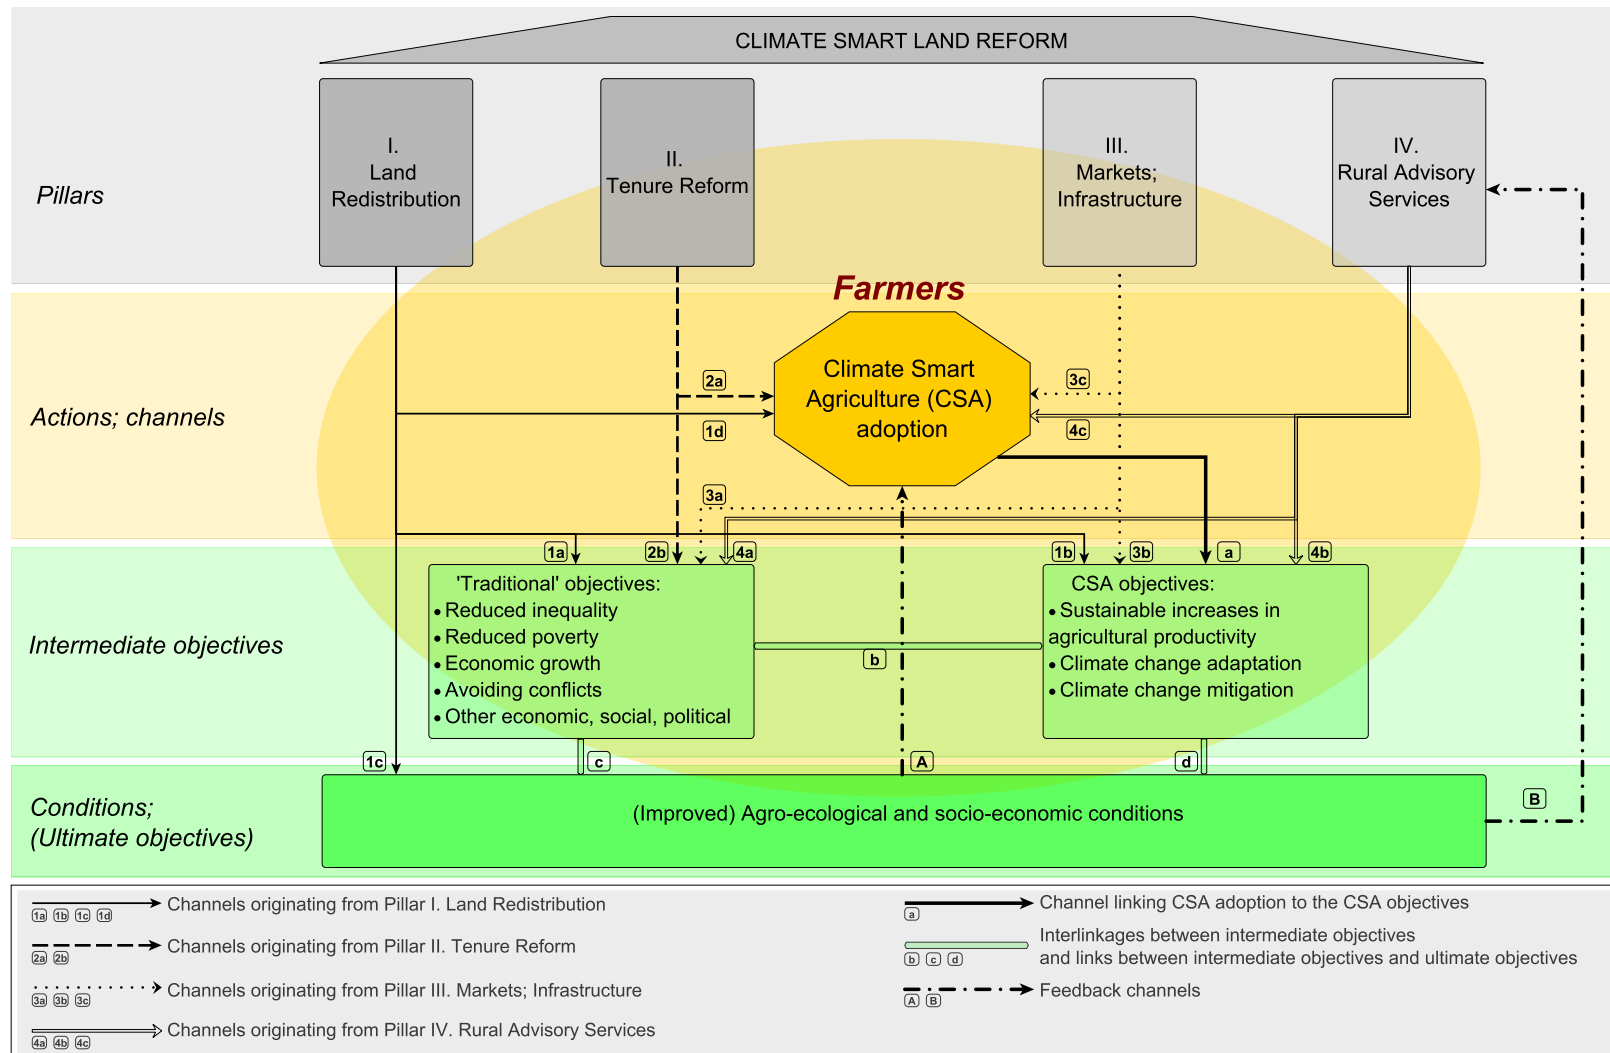 CLIMATE SMART LAND REFORM
I.
Land
Redistribution
II.
Tenure Reform
III.
Markets;
Infrastructure
IV.
Rural Advisory
Services
Pillars
Farmers
Climate Smart
Agriculture (CSA)
adoption
Actions; channels
2a
1d
3c
4c
3a
1a
2b
4a
1b
3b
a
4b
'Traditional' objectives:
• Reduced inequality
• Reduced poverty
• Economic growth
• Avoiding conflicts
• Other economic, social, political
CSA objectives:
• Sustainable increases in
agricultural productivity
• Climate change adaptation
• Climate change mitigation
Intermediate objectives
b
1c
c
A
d
Conditions;
(Ultimate objectives)
(Improved) Agro-ecological and socio-economic conditions
B
Channels originating from Pillar I. Land Redistribution
1a 1b 1c 1d
Channels originating from Pillar II. Tenure Reform
2a 2b
Channels originating from Pillar III. Markets; Infrastructure
3a 3b 3c
Channels originating from Pillar IV. Rural Advisory Services
4a 4b 4c
Channel linking CSA adoption to the CSA objectives
a
Interlinkages between intermediate objectives
and links between intermediate objectives and ultimate objectives
b c d
Feedback channels
A B